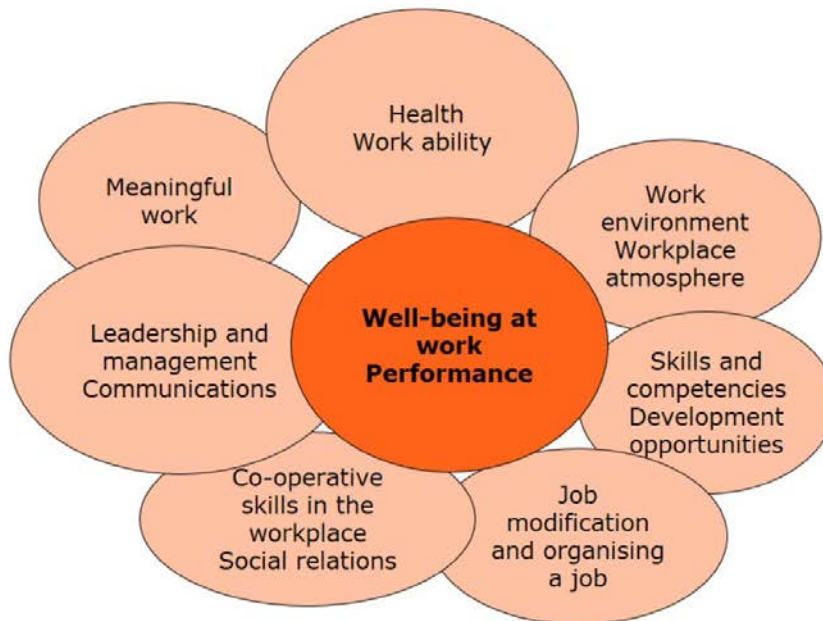 Health
Work ability
Meaningful
work
Work
environment
Workplace
atmosphere
Well-being at
work
Performance
Leadership and
management
Communications
Skills and
competencies
Development
opportunities
Co-operative
skills in the
workplace
Social relations
Job
modification
and organising
a job